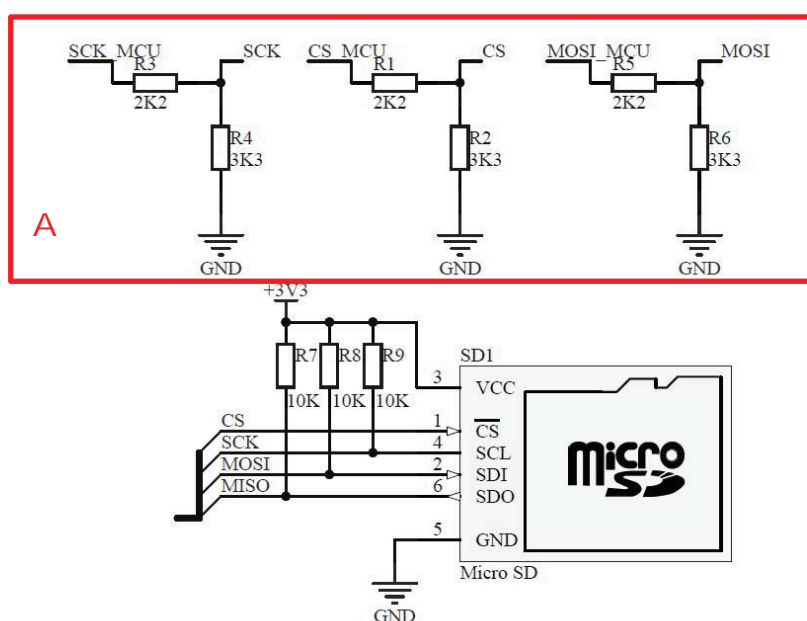 SCK_MCU SCK CS_MCU CS MOSI_MCU MOSI
R3 R1 R5
2K2 2K2 2K2
R4 R2 R6
3K3 3K3 3K3
A
GND GND GND
+3V3
R7 R8 R9 SD1
3 VCC
10K 10K 10K
CS 1 CS
SCK 4 SCL
MOSI 2 SDI
MISO 6 SDO
micro SD
5 GND
Micro SD
GND